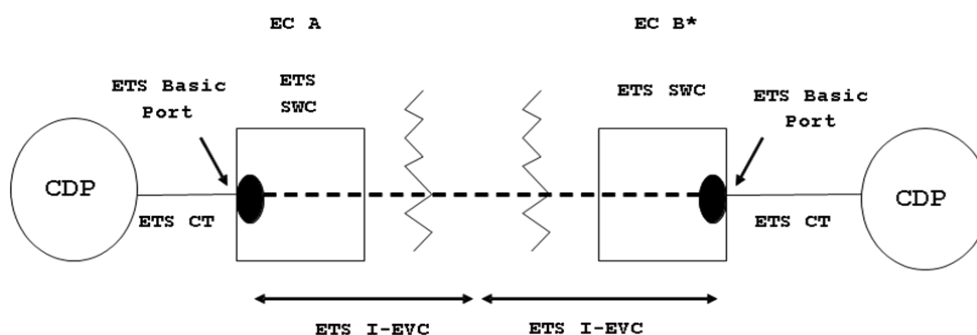 EC A
EC B*
ETS
SWC
ETS SWC
ETS Basic
Port
ETS Basic
Port
CDP
CDP
ETS CT
ETS CT
ETS I-EVC
ETS I-EVC